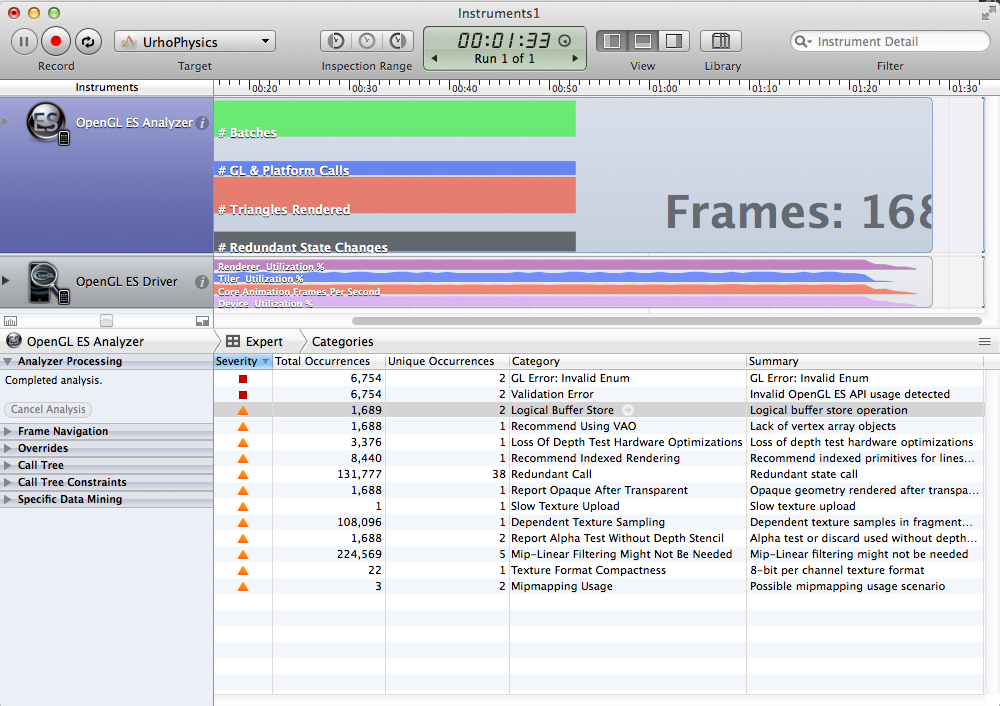 Instruments1
UrhoPhysics
00:01:33
Run 1 of 1
Instrument Detail
Record
Target
Inspection Range
View
Library
Filter
Instruments
00:20 00:30 00:40 00:50 01:00 01:10 01:20 01:30
OpenGL ES Analyzer
# Batches
# GL & Platform Calls
# Triangles Rendered
# Redundant State Changes
Frames: 168
OpenGL ES Driver
Renderer Utilization %
Tiler Utilization %
Core Animation Frames Per Second
Device Utilization %
OpenGL ES Analyzer
Expert
Categories
Analyzer Processing
Completed analysis.
Cancel Analysis
Frame Navigation
Overrides
Call Tree
Call Tree Constraints
Specific Data Mining
Severity Total Occurrences Unique Occurrences Category Summary
6,754 2 GL Error: Invalid Enum GL Error: Invalid Enum
6,754 2 Validation Error Invalid OpenGL ES API usage detected
1,689 2 Logical Buffer Store Logical buffer store operation
1,688 1 Recommend Using VAO Lack of vertex array objects
3,376 1 Loss Of Depth Test Hardware Optimizations Loss of depth test hardware optimizations
8,440 1 Recommend Indexed Rendering Recommend indexed primitives for lines...
131,777 38 Redundant Call Redundant state call
1,688 1 Report Opaque After Transparent Opaque geometry rendered after transpa...
1 1 Slow Texture Upload Slow texture upload
108,096 1 Dependent Texture Sampling Dependent texture samples in fragment...
1,688 2 Report Alpha Test Without Depth Stencil Alpha test or discard used without depth...
224,569 5 Mip-Linear Filtering Might Not Be Needed Mip-Linear filtering might not be needed
22 1 Texture Format Compactness 8-bit per channel texture format
3 2 Mipmapping Usage Possible mipmapping usage scenario